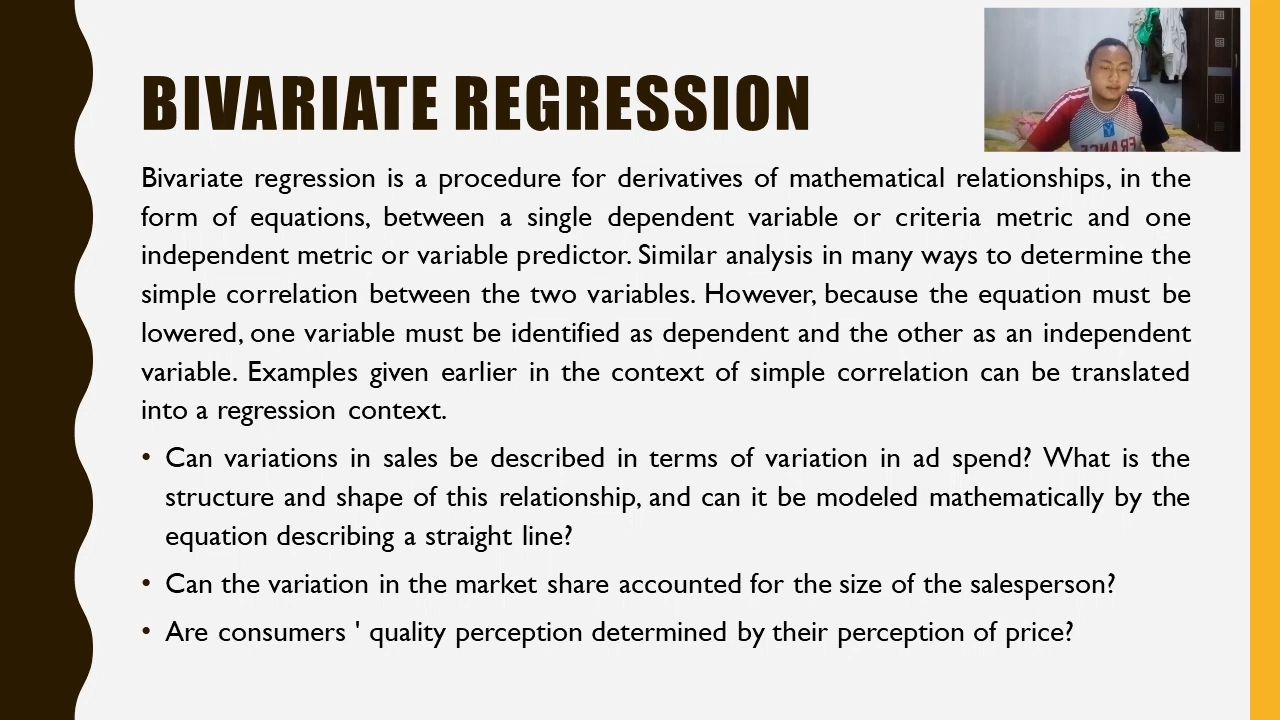 BIVARIATE REGRESSION
Bivariate regression is a procedure for derivatives of mathematical relationships, in the
form of equations, between a single dependent variable or criteria metric and one
independent metric or variable predictor. Similar analysis in many ways to determine the
simple correlation between the two variables. However, because the equation must be
lowered, one variable must be identified as dependent and the other as an independent
variable. Examples given earlier in the context of simple correlation can be translated
into a regression context.
• Can variations in sales be described in terms of variation in ad spend? What is the
structure and shape of this relationship, and can it be modeled mathematically by the
equation describing a straight line?
• Can the variation in the market share accounted for the size of the salesperson?
• Are consumers ' quality perception determined by their perception of price?
FRANCE